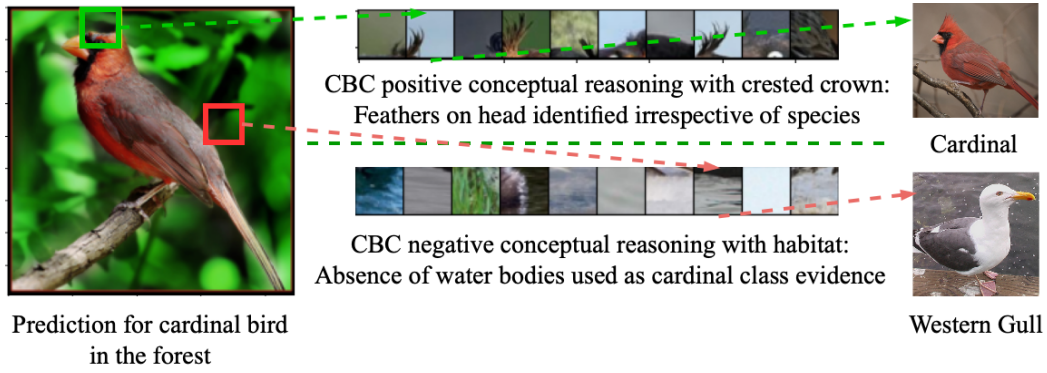 CBC positive conceptual reasoning with crested crown:
Feathers on head identified irrespective of species
Cardinal
CBC negative conceptual reasoning with habitat:
Absence of water bodies used as cardinal class evidence
Prediction for cardinal bird
in the forest
Western Gull